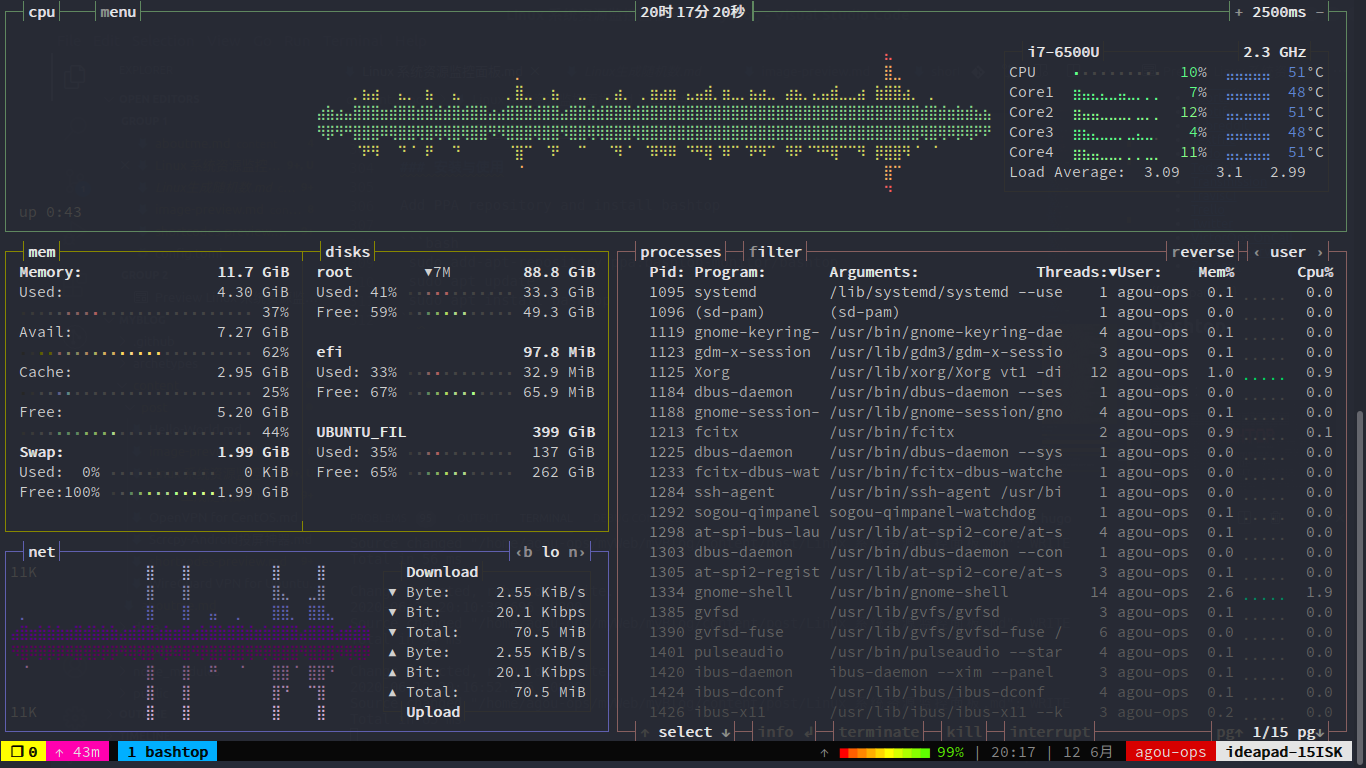 cpu menu 20时 17分 20秒 + 2500ms −
i7-6500U 2.3 GHz
CPU 10% 51°C
Core1 7% 48°C
Core2 12% 51°C
Core3 4% 48°C
Core4 11% 51°C
Load Average: 3.09 3.1 2.99
up 0:43
mem
Memory: 11.7 GiB
Used: 4.30 GiB
37%
Avail: 7.27 GiB
62%
Cache: 2.95 GiB
25%
Free: 5.20 GiB
44%
Swap: 1.99 GiB
Used: 0% 0 KiB
Free:100% 1.99 GiB
disks
root ▼7M 88.8 GiB
Used: 41% 33.3 GiB
Free: 59% 49.3 GiB
efi 97.8 MiB
Used: 33% 32.9 MiB
Free: 67% 65.9 MiB
UBUNTU_FIL 399 GiB
Used: 35% 137 GiB
Free: 65% 262 GiB
net ‹b lo n›
11K
11K
Download
▼ Byte: 2.55 KiB/s
▼ Bit: 20.1 Kibps
▼ Total: 70.5 MiB
▲ Byte: 2.55 KiB/s
▲ Bit: 20.1 Kibps
▲ Total: 70.5 MiB
Upload
processes filter reverse ‹ user ›
Pid: Program: Arguments: Threads:▼User: Mem% Cpu%
1095 systemd /lib/systemd/systemd --use 1 agou-ops 0.1 0.0
1096 (sd-pam) (sd-pam) 1 agou-ops 0.0 0.0
1119 gnome-keyring- /usr/bin/gnome-keyring-dae 4 agou-ops 0.1 0.0
1123 gdm-x-session /usr/lib/gdm3/gdm-x-sessio 3 agou-ops 0.1 0.0
1125 Xorg /usr/lib/xorg/Xorg vt1 -di 12 agou-ops 1.0 0.9
1184 dbus-daemon /usr/bin/dbus-daemon --ses 1 agou-ops 0.0 0.0
1188 gnome-session- /usr/lib/gnome-session/gno 4 agou-ops 0.1 0.0
1213 fcitx /usr/bin/fcitx 2 agou-ops 0.9 0.1
1225 dbus-daemon /usr/bin/dbus-daemon --sys 1 agou-ops 0.0 0.0
1233 fcitx-dbus-wat /usr/bin/fcitx-dbus-watche 1 agou-ops 0.0 0.0
1284 ssh-agent /usr/bin/ssh-agent /usr/bi 1 agou-ops 0.0 0.0
1292 sogou-qimpanel sogou-qimpanel-watchdog 1 agou-ops 0.1 0.0
1298 at-spi-bus-lau /usr/lib/at-spi2-core/at-s 4 agou-ops 0.1 0.0
1303 dbus-daemon /usr/bin/dbus-daemon --con 1 agou-ops 0.0 0.0
1305 at-spi2-regist /usr/lib/at-spi2-core/at-s 3 agou-ops 0.1 0.0
1334 gnome-shell /usr/bin/gnome-shell 14 agou-ops 2.6 1.9
1385 gvfsd /usr/lib/gvfs/gvfsd 3 agou-ops 0.1 0.0
1390 gvfsd-fuse /usr/lib/gvfs/gvfsd-fuse / 6 agou-ops 0.0 0.0
1401 pulseaudio /usr/bin/pulseaudio --star 4 agou-ops 0.1 0.0
1420 ibus-daemon ibus-daemon --xim --panel 3 agou-ops 0.1 0.0
1424 ibus-dconf /usr/lib/ibus/ibus-dconf 4 agou-ops 0.1 0.0
1426 ibus-x11 /usr/lib/ibus/ibus-x11 --k 3 agou-ops 0.2 0.0
↑ select ↓ info ↲ terminate kill interrupt pg↑ 1/15 pg↓
❐ 0 ↑ 43m 1 bashtop ↑ 99% | 20:17 | 12 6月 agou-ops ideapad-15ISK